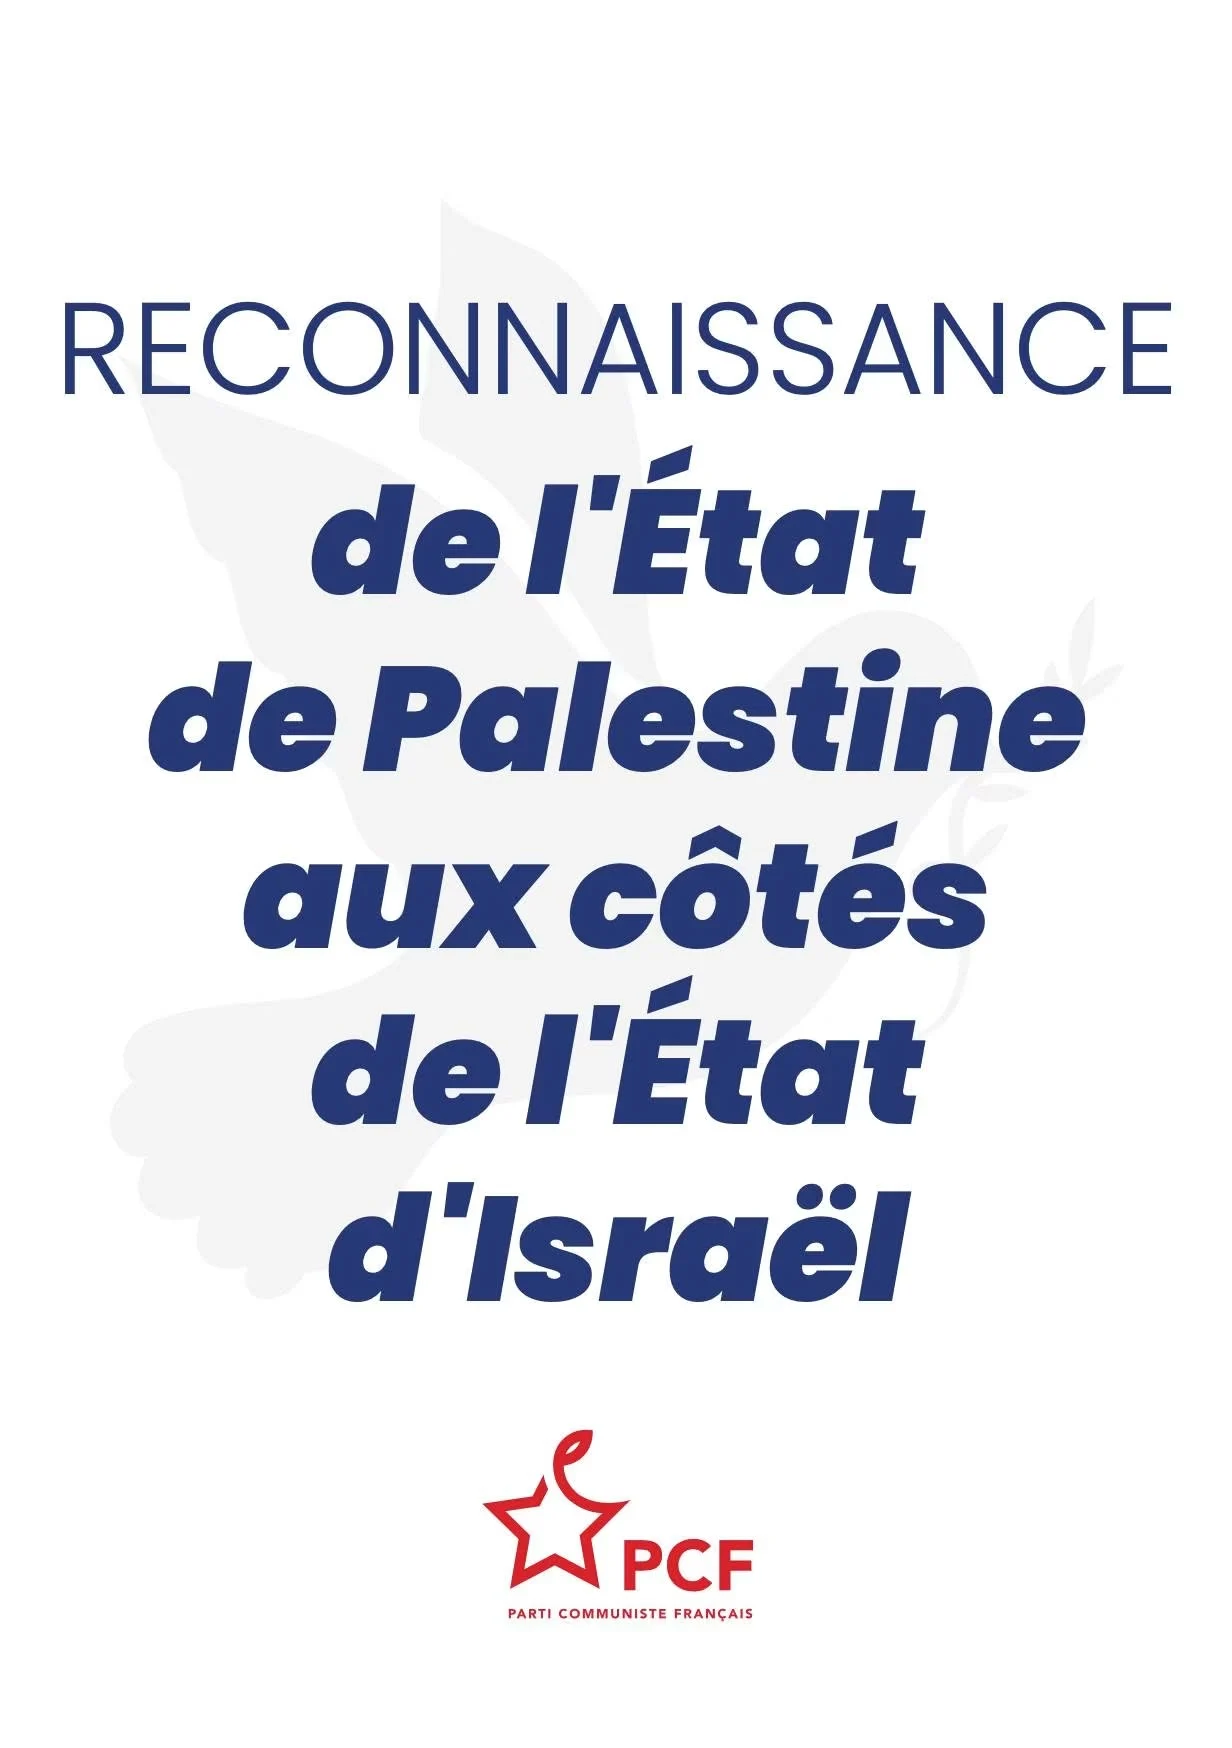 RECONNAISSANCE
de l'État
de Palestine
aux côtés
de l'État
d'Israël
PCF
PARTI COMMUNISTE FRANÇAIS